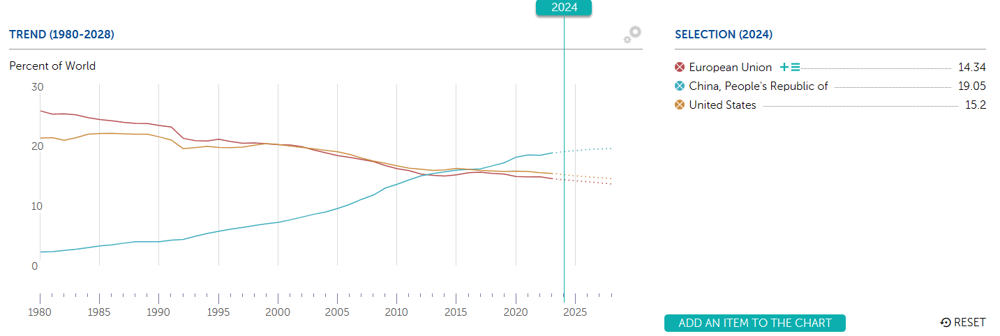 2024
TREND (1980-2028)
SELECTION (2024)
Percent of World
European Union 14.34
China, People's Republic of 19.05
United States 15.2
30
20
10
0
1980 1985 1990 1995 2000 2005 2010 2015 2020 2025
ADD AN ITEM TO THE CHART
RESET